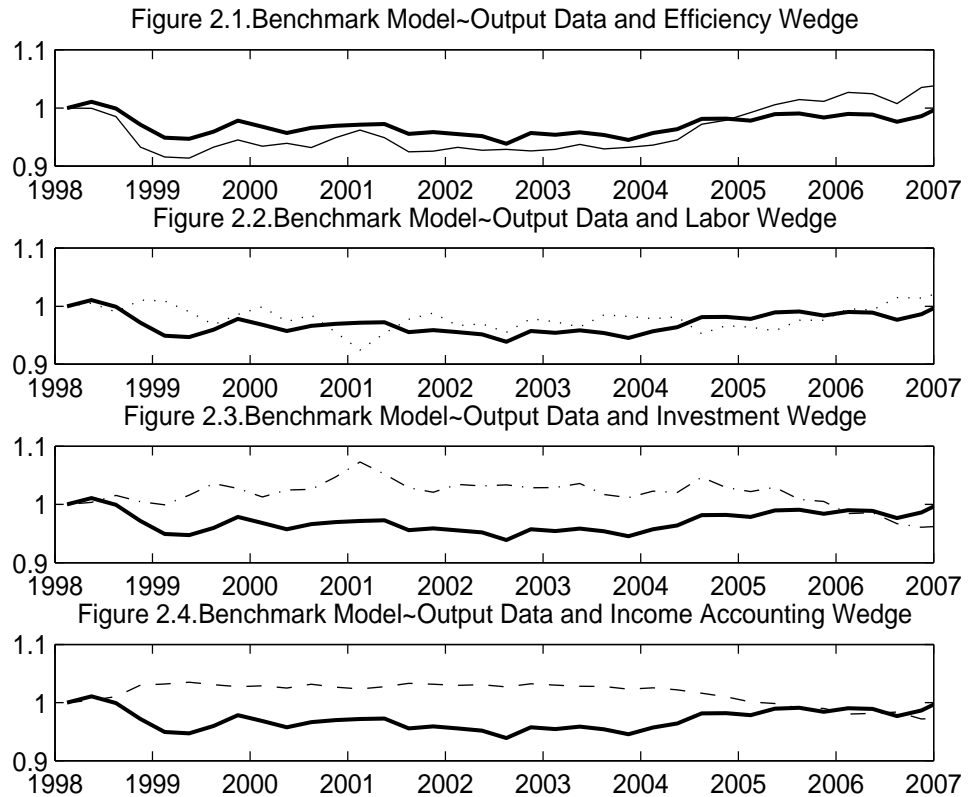 Figure 2.1.Benchmark Model~Output Data and Efficiency Wedge
1.1
1
0.9
1998 1999 2000 2001 2002 2003 2004 2005 2006 2007
Figure 2.2.Benchmark Model~Output Data and Labor Wedge
1.1
1
0.9
1998 1999 2000 2001 2002 2003 2004 2005 2006 2007
Figure 2.3.Benchmark Model~Output Data and Investment Wedge
1.1
1
0.9
1998 1999 2000 2001 2002 2003 2004 2005 2006 2007
Figure 2.4.Benchmark Model~Output Data and Income Accounting Wedge
1.1
1
0.9
1998 1999 2000 2001 2002 2003 2004 2005 2006 2007